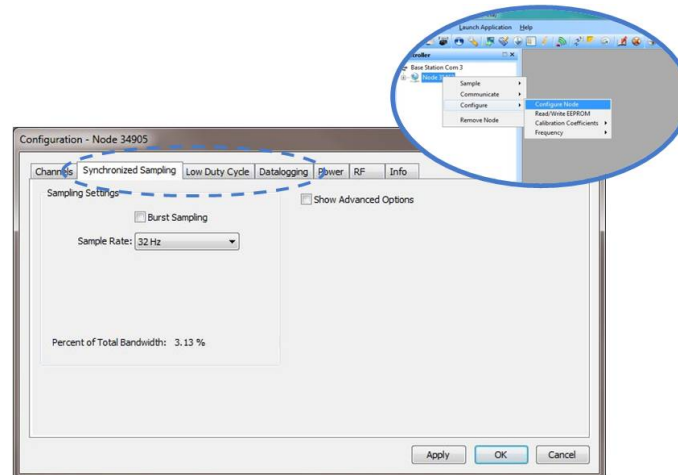 Launch Application Help
Base Station Com 3
Sample
Communicate
Configure
Remove Node
Configure Node
Read/Write EEPROM
Calibration Coefficients
Frequency
Configuration - Node 34905
Channels Synchronized Sampling Low Duty Cycle Datalogging Power RF Info
Sampling Settings
Burst Sampling
Show Advanced Options
Sample Rate: 32 Hz
Percent of Total Bandwidth: 3.13 %
Apply OK Cancel